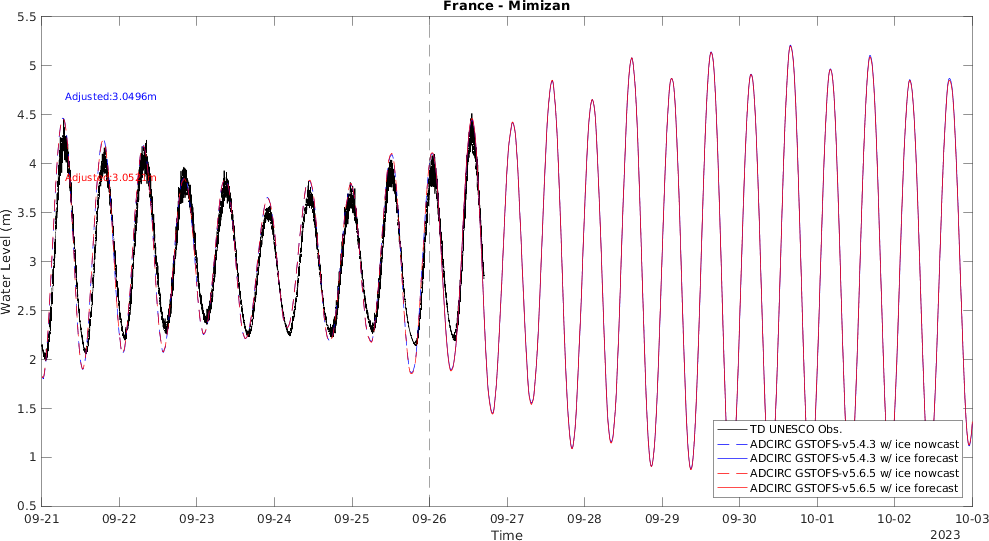 France - Mimizan
5.5
5
4.5
4
3.5
3
2.5
2
1.5
1
0.5
Water Level (m)
Adjusted:3.0496m
TD UNESCO Obs.
ADCIRC GSTOFS-v5.4.3 w/ ice nowcast
ADCIRC GSTOFS-v5.4.3 w/ ice forecast
ADCIRC GSTOFS-v5.6.5 w/ ice nowcast
ADCIRC GSTOFS-v5.6.5 w/ ice forecast
09-21 09-22 09-23 09-24 09-25 09-26 09-27 09-28 09-29 09-30 10-01 10-02 10-03
Time
2023